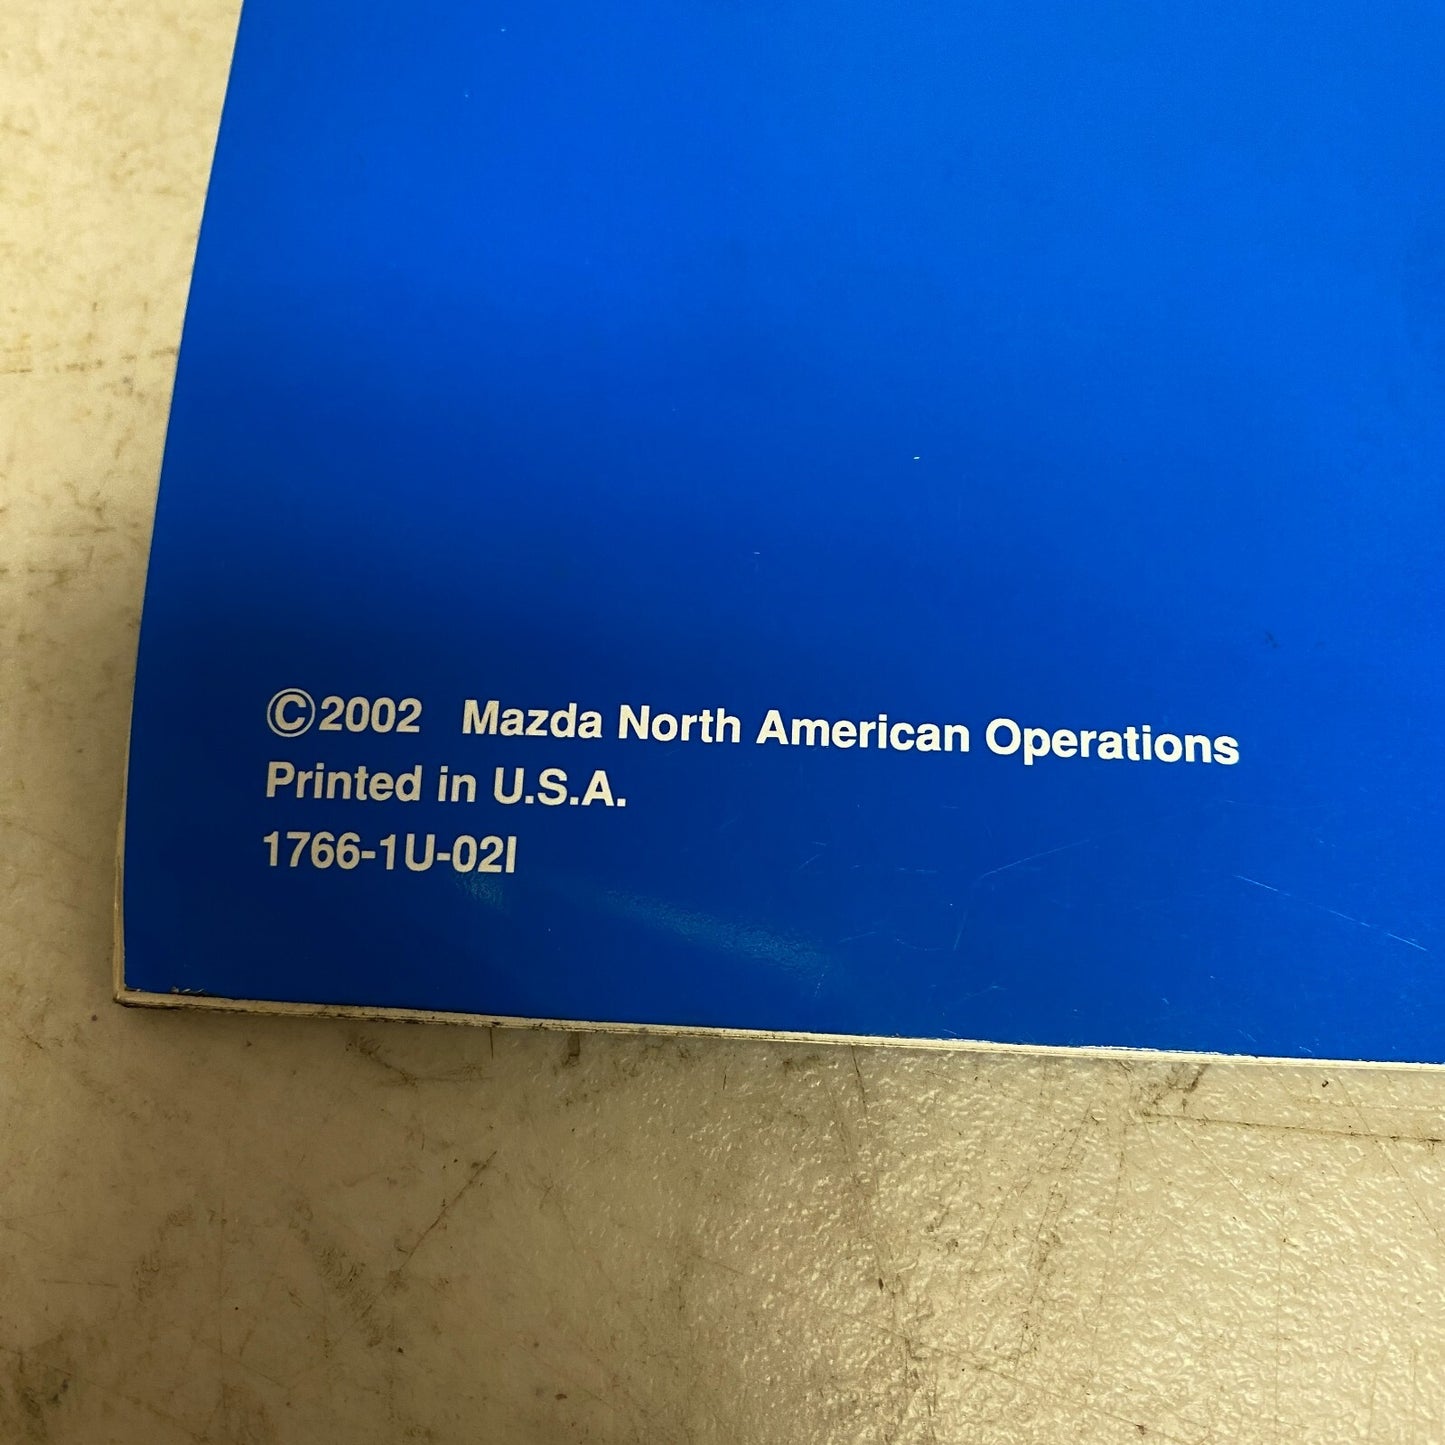 ©2002 Mazda North American Operations
Printed in U.S.A.
1766-1U-02I